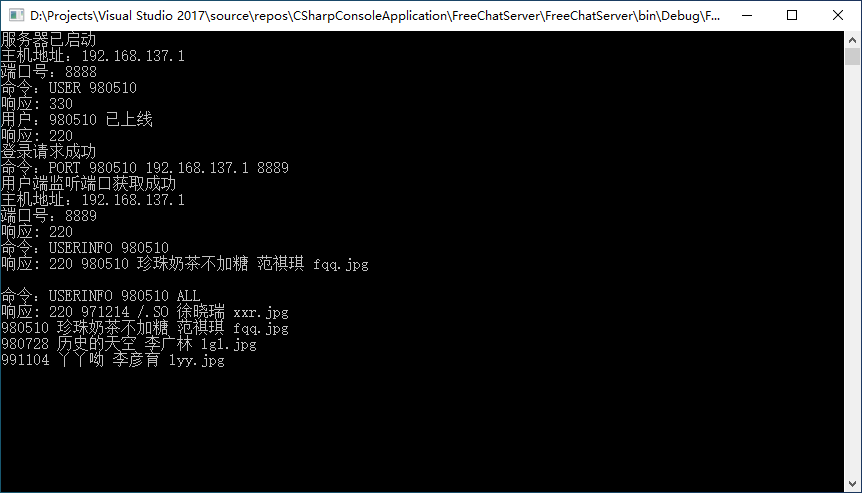 D:\Projects\Visual Studio 2017\source\repos\CSharpConsoleApplication\FreeChatServer\FreeChatServer\bin\Debug\F...
服务器已启动
主机地址：192.168.137.1
端口号：8888
命令：USER 980510
响应：330
用户：980510 已上线
响应：220
登录请求成功
命令：PORT 980510 192.168.137.1 8889
用户端监听端口获取成功
主机地址：192.168.137.1
端口号：8889
响应：220
命令：USERINFO 980510
响应：220 980510 珍珠奶茶不加糖 范祺琪 fqq.jpg
命令：USERINFO 980510 ALL
响应：220 971214 /.SO 徐晓瑞 xxr.jpg
980510 珍珠奶茶不加糖 范祺琪 fqq.jpg
980728 历史的天空 李广林 lgl.jpg
991104 丫丫呦 李彦育 lyy.jpg